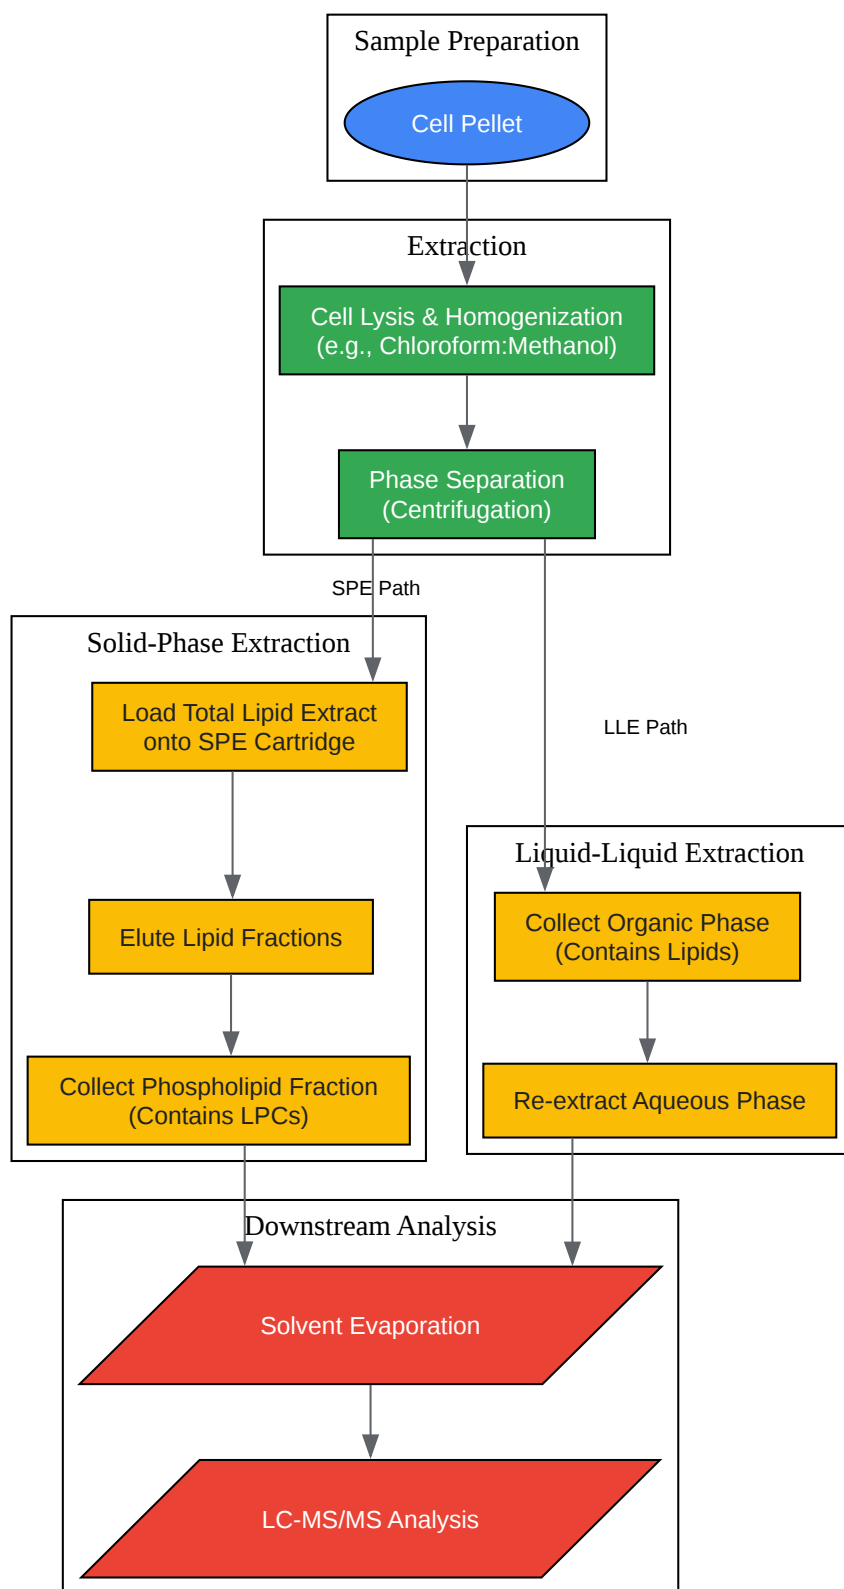 Sample Preparation
Cell Pellet
Extraction
Cell Lysis & Homogenization
(e.g., Chloroform:Methanol)
Phase Separation
(Centrifugation)
SPE Path
Solid-Phase Extraction
Load Total Lipid Extract
onto SPE Cartridge
LLE Path
Liquid-Liquid Extraction
Elute Lipid Fractions
Collect Organic Phase
(Contains Lipids)
Collect Phospholipid Fraction
(Contains LPCs)
Re-extract Aqueous Phase
Downstream Analysis
Solvent Evaporation
LC-MS/MS Analysis